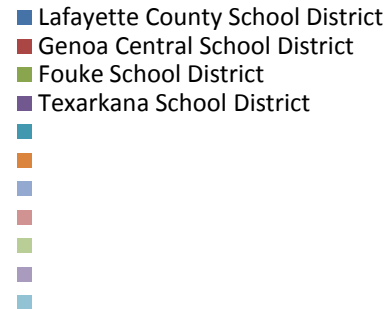 Lafayette County School District
Genoa Central School District
Fouke School District
Texarkana School District